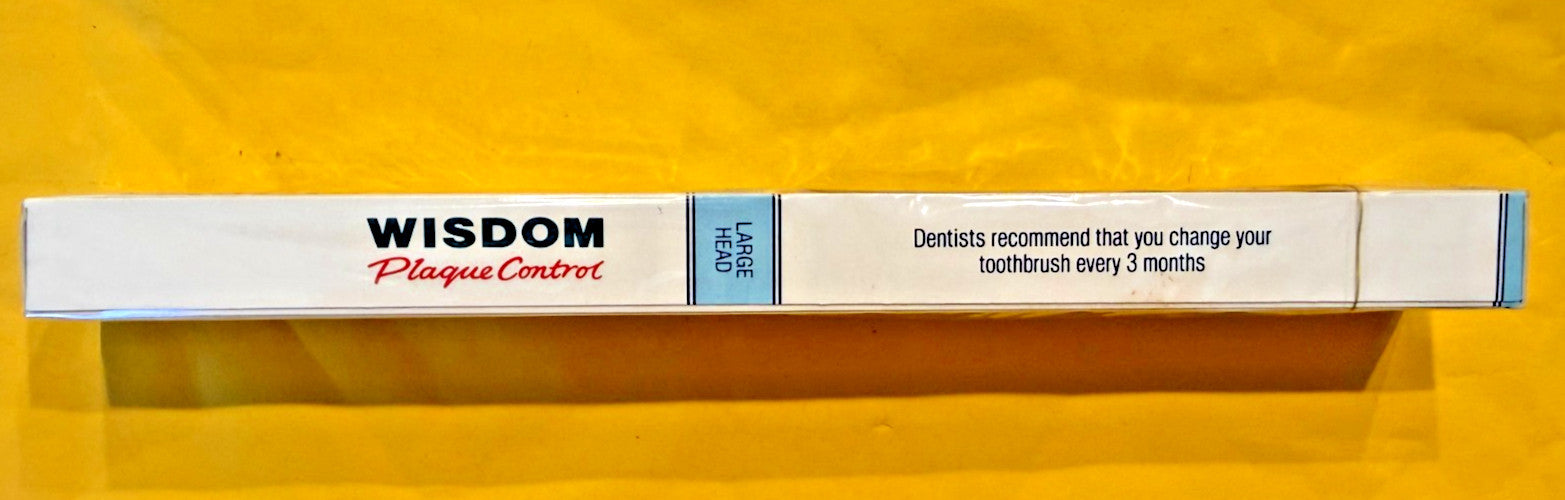 WISDOM
Plaque Control
LARGE
HEAD
Dentists recommend that you change your
toothbrush every 3 months